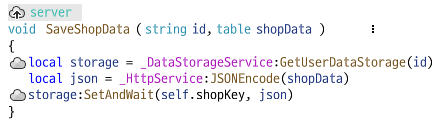 server
void SaveShopData (string id, table shopData )
{
local storage = _DataStorageService:GetUserDataStorage(id)
local json = _HttpService:JSONEncode(shopData)
storage:SetAndWait(self.shopKey, json)
}